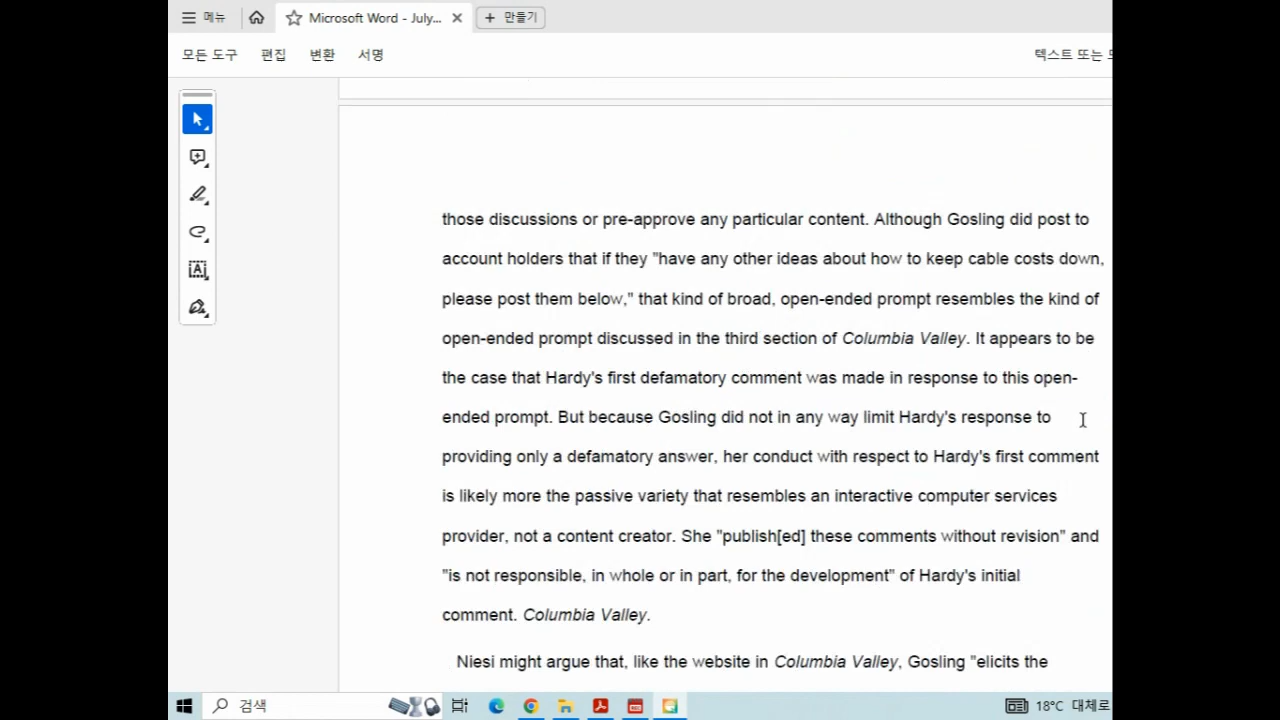 메뉴
Microsoft Word - July...
만들기
모든 도구 편집 변환 서명
텍스트 또는
those discussions or pre-approve any particular content. Although Gosling did post to
account holders that if they "have any other ideas about how to keep cable costs down,
please post them below," that kind of broad, open-ended prompt resembles the kind of
open-ended prompt discussed in the third section of Columbia Valley. It appears to be
the case that Hardy's first defamatory comment was made in response to this open-
ended prompt. But because Gosling did not in any way limit Hardy's response to
providing only a defamatory answer, her conduct with respect to Hardy's first comment
is likely more the passive variety that resembles an interactive computer services
provider, not a content creator. She "publish[ed] these comments without revision" and
"is not responsible, in whole or in part, for the development" of Hardy's initial
comment. Columbia Valley.
Niesi might argue that, like the website in Columbia Valley, Gosling "elicits the
검색
18°C 대체로